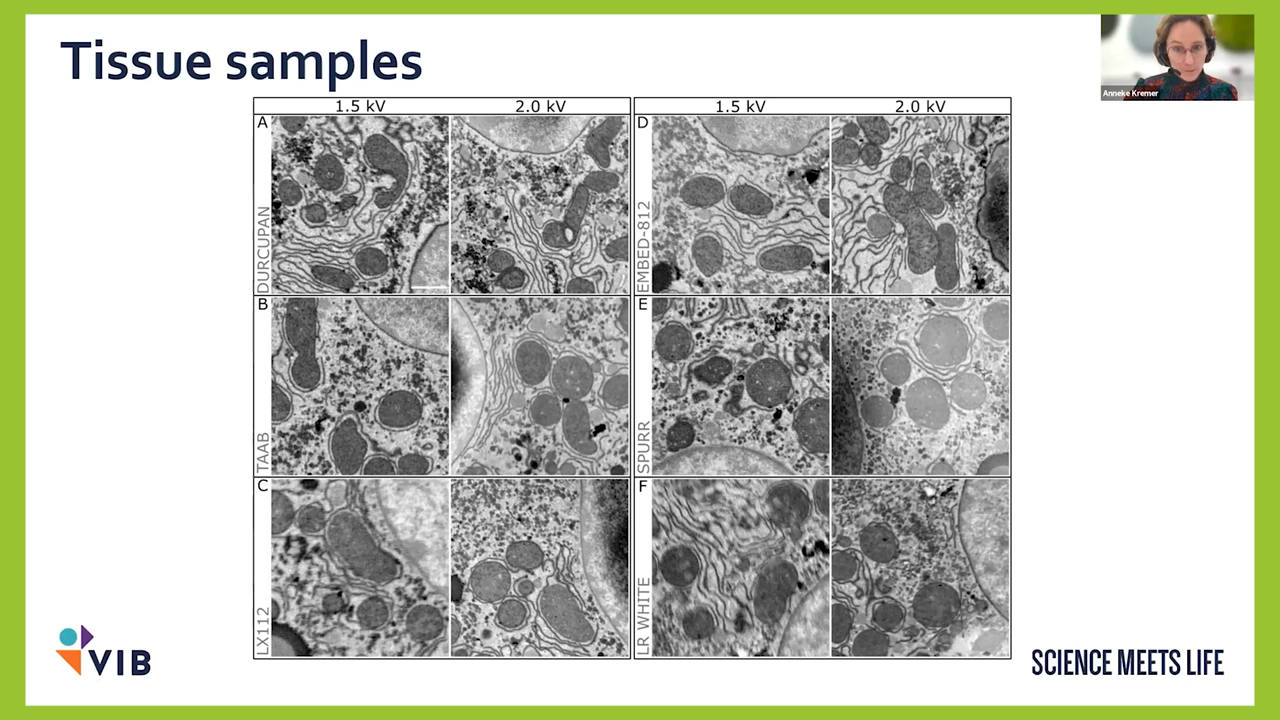 Tissue samples
Anneke Kremer
1.5 kV
2.0 kV
1.5 kV
2.0 kV
A
DURCUPAN
D
EMBED-812
B
TAAB
E
SPURR
C
LX112
F
LR WHITE
VIB
SCIENCE MEETS LIFE